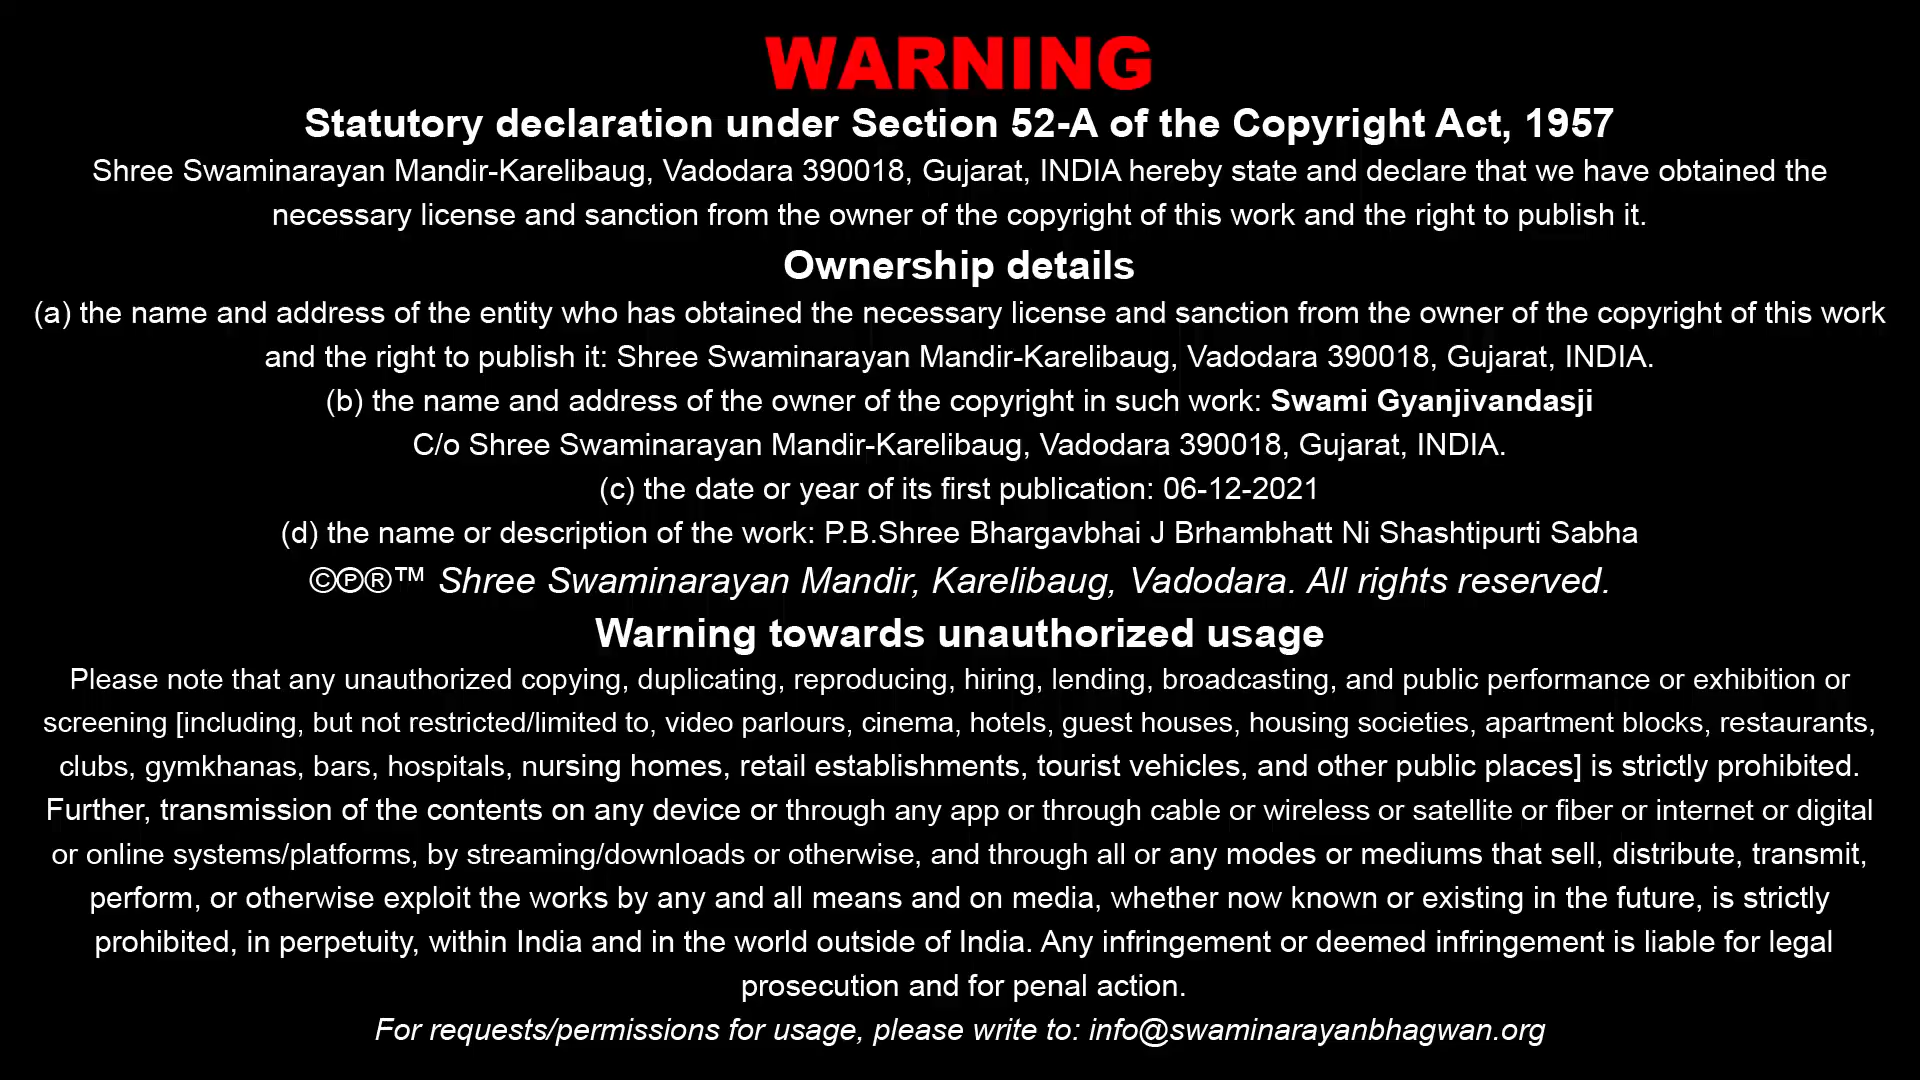 WARNING
Statutory declaration under Section 52-A of the Copyright Act, 1957
Shree Swaminarayan Mandir-Karelibaug, Vadodara 390018, Gujarat, INDIA hereby state and declare that we have obtained the
necessary license and sanction from the owner of the copyright of this work and the right to publish it.
Ownership details
(a) the name and address of the entity who has obtained the necessary license and sanction from the owner of the copyright of this work
and the right to publish it: Shree Swaminarayan Mandir-Karelibaug, Vadodara 390018, Gujarat, INDIA.
(b) the name and address of the owner of the copyright in such work: Swami Gyanjivandasji
C/o Shree Swaminarayan Mandir-Karelibaug, Vadodara 390018, Gujarat, INDIA.
(c) the date or year of its first publication: 06-12-2021
(d) the name or description of the work: P.B.Shree Bhargavbhai J Brhambhatt Ni Shashtipurti Sabha
©℗®™ Shree Swaminarayan Mandir, Karelibaug, Vadodara. All rights reserved.
Warning towards unauthorized usage
Please note that any unauthorized copying, duplicating, reproducing, hiring, lending, broadcasting, and public performance or exhibition or
screening [including, but not restricted/limited to, video parlours, cinema, hotels, guest houses, housing societies, apartment blocks, restaurants,
clubs, gymkhanas, bars, hospitals, nursing homes, retail establishments, tourist vehicles, and other public places] is strictly prohibited.
Further, transmission of the contents on any device or through any app or through cable or wireless or satellite or fiber or internet or digital
or online systems/platforms, by streaming/downloads or otherwise, and through all or any modes or mediums that sell, distribute, transmit,
perform, or otherwise exploit the works by any and all means and on media, whether now known or existing in the future, is strictly
prohibited, in perpetuity, within India and in the world outside of India. Any infringement or deemed infringement is liable for legal
prosecution and for penal action.
For requests/permissions for usage, please write to: info@swaminarayanbhagwan.org